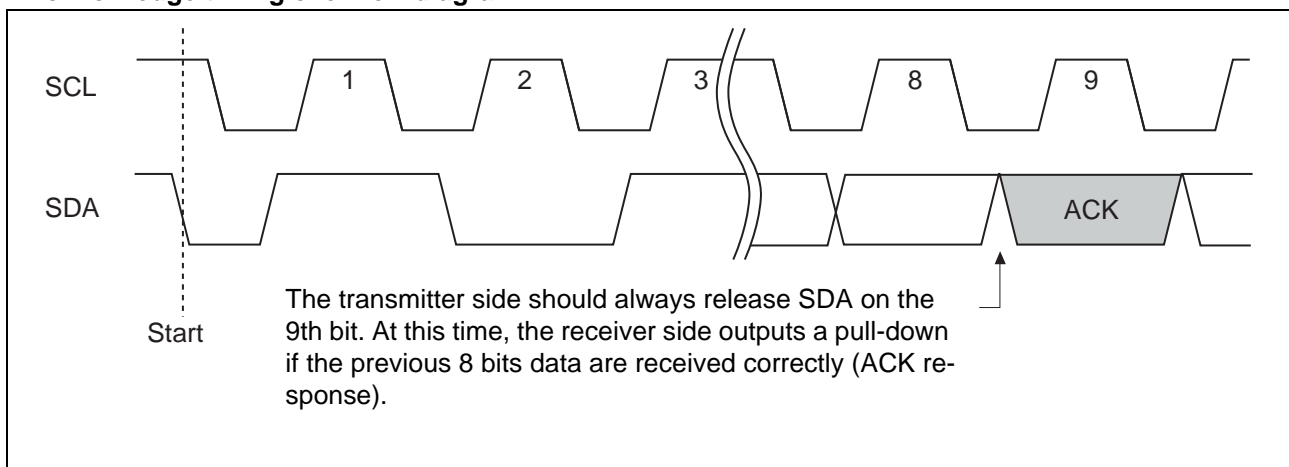 SCL
1
2
3
8
9
SDA
ACK
Start
The transmitter side should always release SDA on the
9th bit. At this time, the receiver side outputs a pull-down
if the previous 8 bits data are received correctly (ACK re-
sponse).